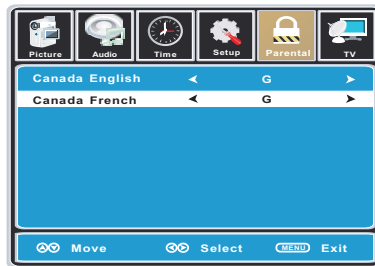 Picture Audio Time Setup Parental TV
Canada English G
Canada French G
Move Select MENU Exit